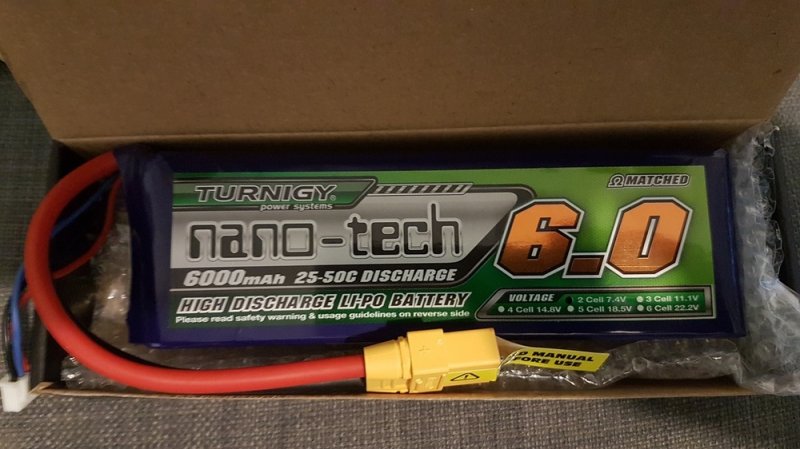 Ω MATCHED
TURNIGY®
power systems
nano-tech
6.0
6000mAh 25-50C DISCHARGE
HIGH DISCHARGE LI-PO BATTERY
Please read safety warning & usage guidelines on reverse side
VOLTAGE
2 Cell 7.4V
3 Cell 11.1V
4 Cell 14.8V
5 Cell 18.5V
6 Cell 22.2V
D MANUAL
FORE USE